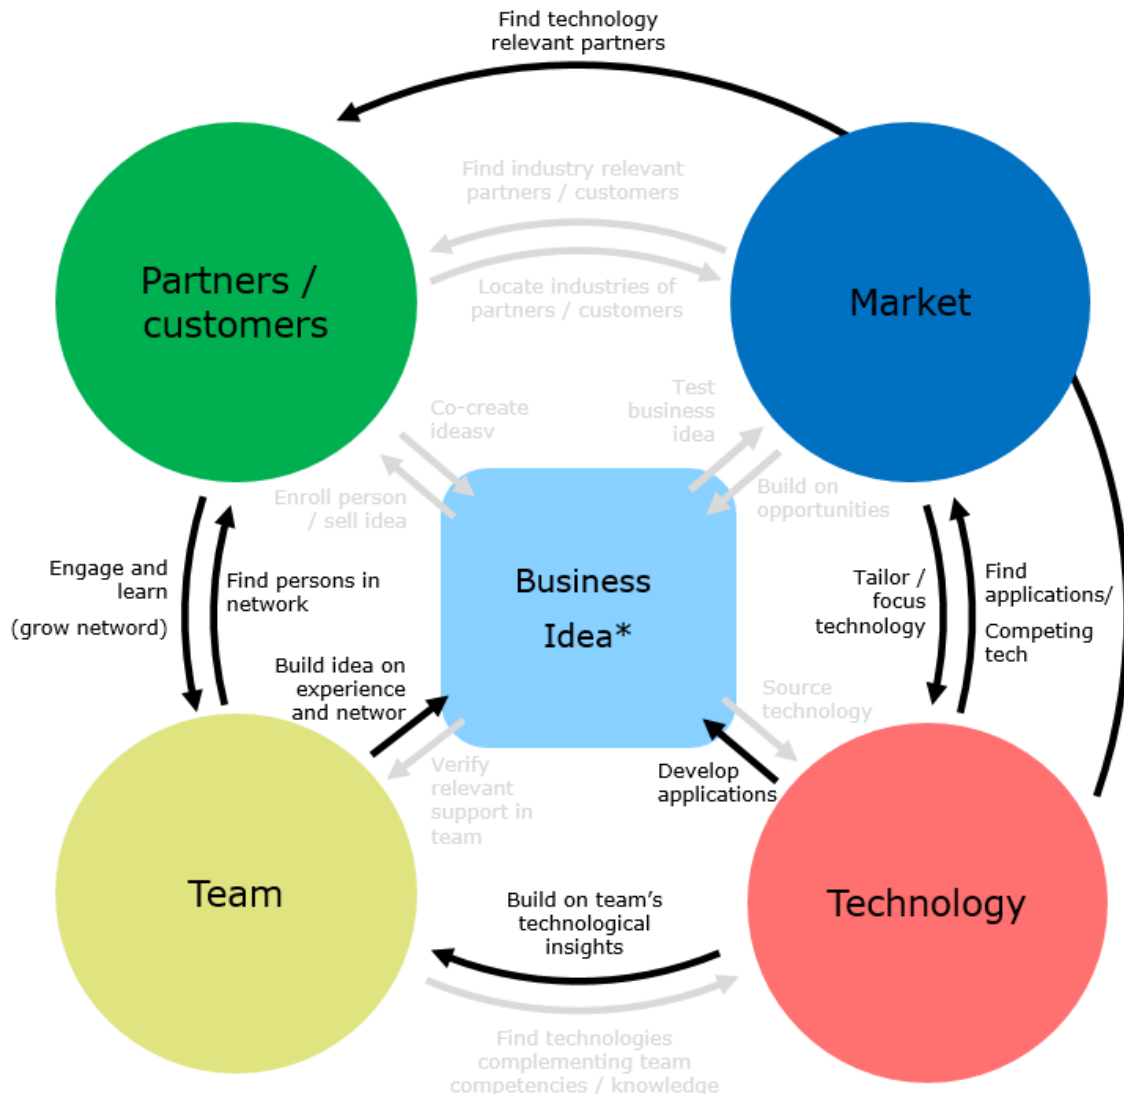 Find technology
relevant partners
Find industry relevant
partners / customers
Partners /
customers
Market
Locate industries of
partners / customers
Co-create
ideasv
Test
business
idea
Enroll person
/ sell idea
Build on
opportunities
Engage and
learn
(grow netword)
Find persons in
network
Business
Idea*
Tailor /
focus
technology
Find
applications/
Competing
tech
Build idea on
experience
and networ
Source
technology
Verify
relevant
support in
team
Develop
applications
Team
Technology
Build on team’s
technological
insights
Find technologies
complementing team
competencies / knowledge